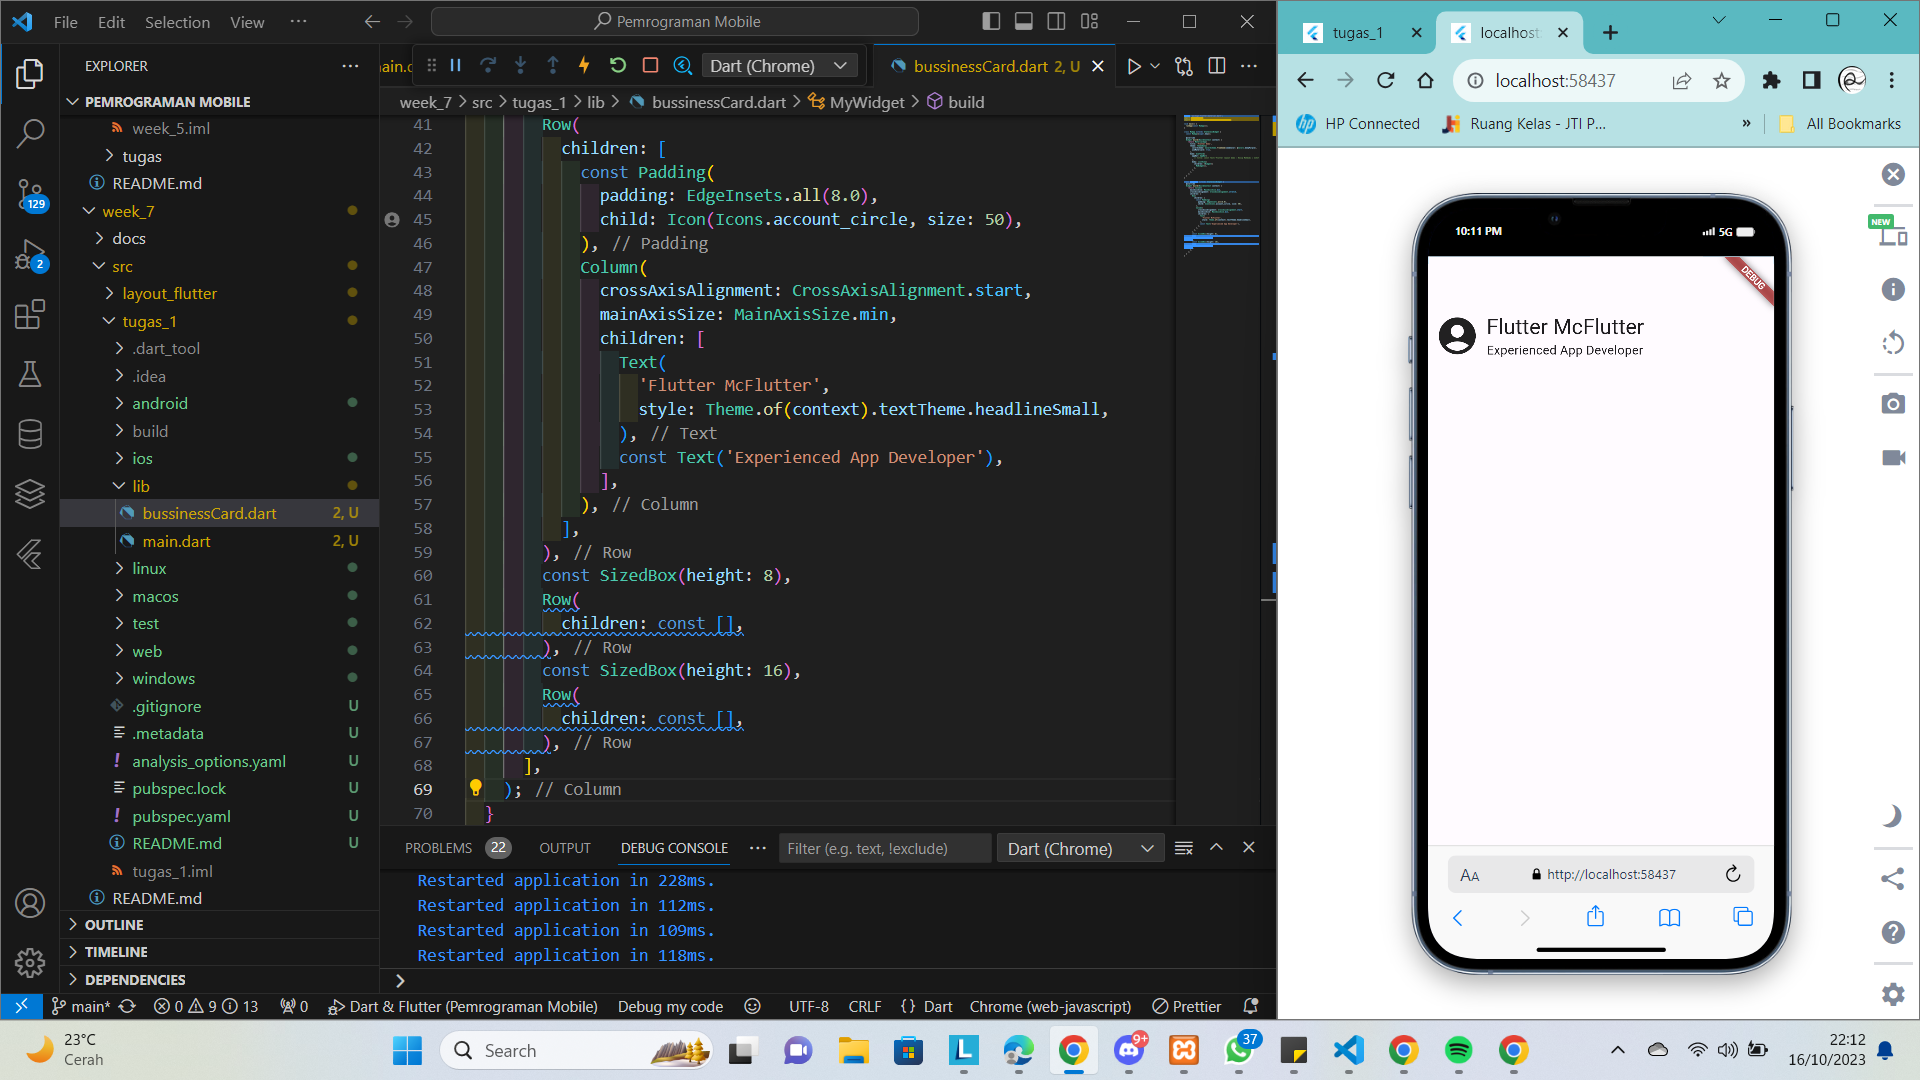 File Edit Selection View ···
Pemrograman Mobile
EXPLORER
PEMROGRAMAN MOBILE
week_5.iml
tugas
README.md
week_7
docs
src
layout_flutter
tugas_1
.dart_tool
.idea
android
build
ios
lib
bussinessCard.dart 2, U
main.dart 2, U
linux
macos
test
web
windows
.gitignore U
.metadata U
analysis_options.yaml U
pubspec.lock U
pubspec.yaml U
README.md U
tugas_1.iml
README.md
OUTLINE
TIMELINE
DEPENDENCIES
129
2
Dart (Chrome)
bussinessCard.dart 2, U
week_7 > src > tugas_1 > lib > bussinessCard.dart > MyWidget > build
41 Row(
42 children: [
43 const Padding(
44 padding: EdgeInsets.all(8.0),
45 child: Icon(Icons.account_circle, size: 50),
46 ), // Padding
47 Column(
48 crossAxisAlignment: CrossAxisAlignment.start,
49 mainAxisSize: MainAxisSize.min,
50 children: [
51 Text(
52 'Flutter McFlutter',
53 style: Theme.of(context).textTheme.headlineSmall,
54 ), // Text
55 const Text('Experienced App Developer'),
56 ],
57 ), // Column
58 ],
59 ), // Row
60 const SizedBox(height: 8),
61 Row(
62 children: const [],
63 ), // Row
64 const SizedBox(height: 16),
65 Row(
66 children: const [],
67 ), // Row
68 ],
69 ); // Column
70 }
PROBLEMS 22 OUTPUT DEBUG CONSOLE ··· Filter (e.g. text, !exclude) Dart (Chrome)
Restarted application in 228ms.
Restarted application in 112ms.
Restarted application in 109ms.
Restarted application in 118ms.
main* 0 9 13 0 Dart & Flutter (Pemrograman Mobile) Debug my code UTF-8 CRLF {} Dart Chrome (web-javascript) Prettier
tugas_1
localhost:
localhost:58437
HP Connected Ruang Kelas - JTI P... » All Bookmarks
NEW
10:11 PM 5G
DEBUG
Flutter McFlutter
Experienced App Developer
AA http://localhost:58437
23°C
Cerah
Search
9+
37
22:12
16/10/2023